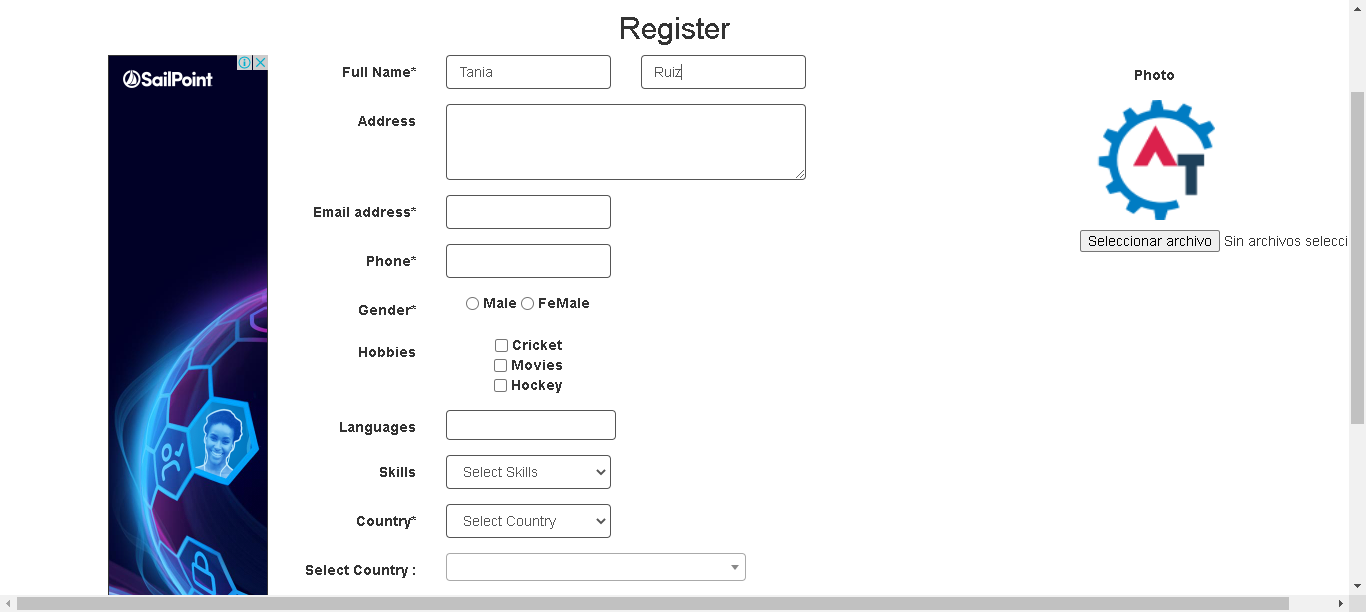 Register
SailPoint
Full Name* Tania Ruiz
Photo
Address
AT
Email address*
Seleccionar archivo Sin archivos selecci
Phone*
Gender* Male FeMale
Hobbies Cricket
Movies
Hockey
Languages
Skills Select Skills
Country* Select Country
Select Country :